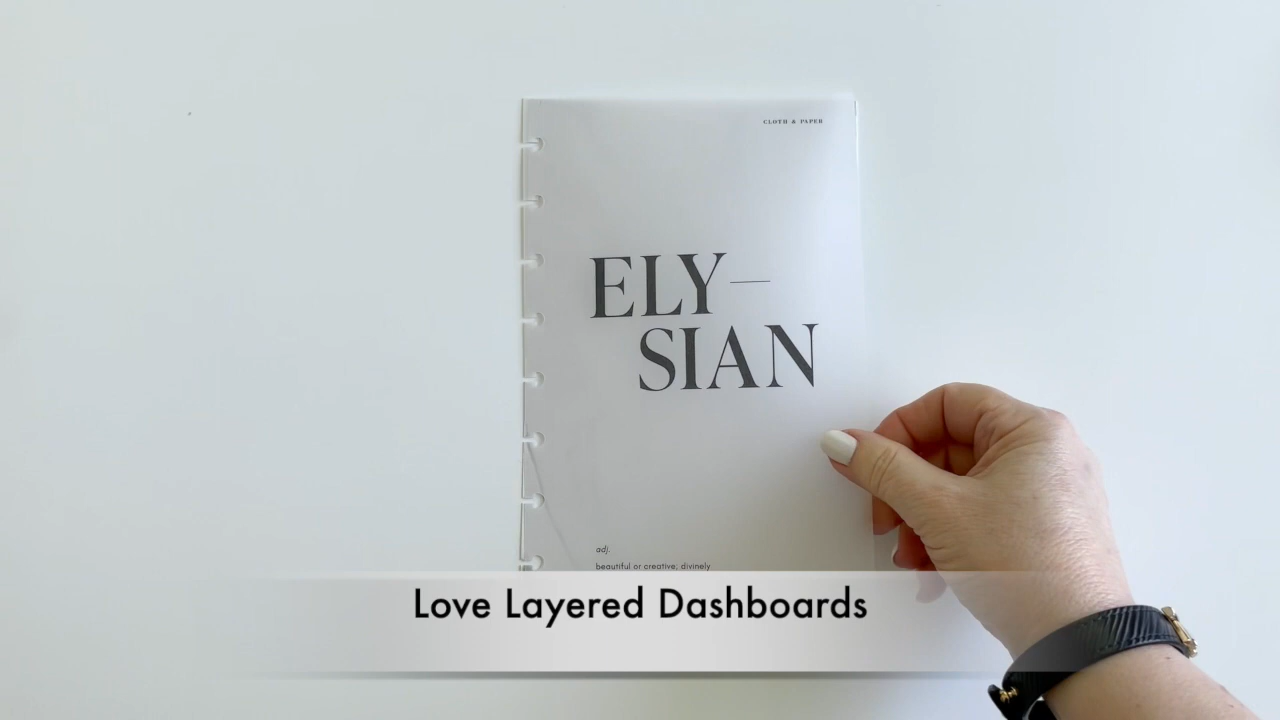 CLOTH & PAPER
ELY—
SIAN
adj.
beautiful or creative; divinely
Love Layered Dashboards